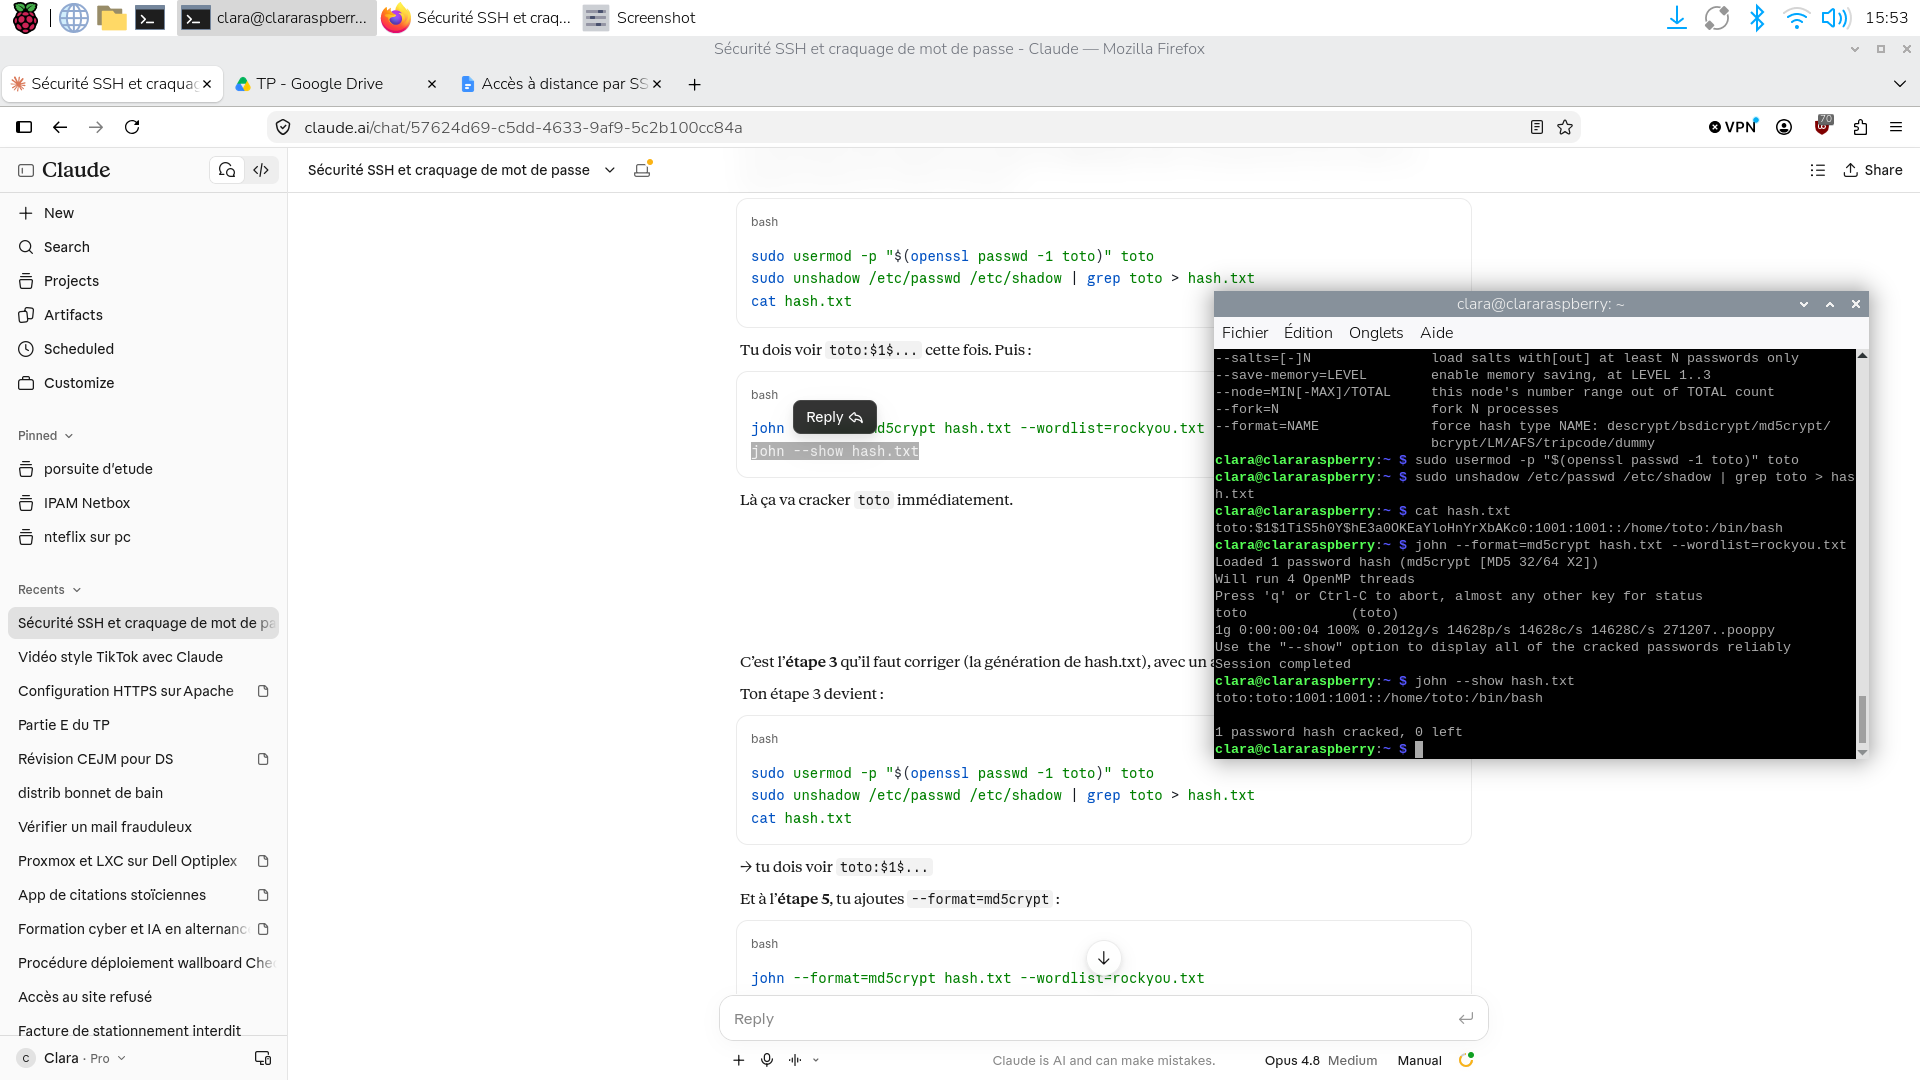 clara@clararaspberr...
Sécurité SSH et craq...
Screenshot
15:53
Sécurité SSH et craquage de mot de passe - Claude — Mozilla Firefox
Sécurité SSH et craquag
TP - Google Drive
Accès à distance par SS
claude.ai/chat/57624d69-c5dd-4633-9af9-5c2b100cc84a
VPN
70
Claude
Sécurité SSH et craquage de mot de passe
Share
New
Search
Projects
Artifacts
Scheduled
Customize
Pinned
porsuite d'etude
IPAM Netbox
nteflix sur pc
Recents
Sécurité SSH et craquage de mot de pa
Vidéo style TikTok avec Claude
Configuration HTTPS sur Apache
Partie E du TP
Révision CEJM pour DS
distrib bonnet de bain
Vérifier un mail frauduleux
Proxmox et LXC sur Dell Optiplex
App de citations stoïciennes
Formation cyber et IA en alternanc
Procédure déploiement wallboard Chec
Accès au site refusé
Facture de stationnement interdit
C
Clara · Pro
bash
sudo usermod -p "$(openssl passwd -1 toto)" toto
sudo unshadow /etc/passwd /etc/shadow | grep toto > hash.txt
cat hash.txt
Tu dois voir toto:$1$... cette fois. Puis :
bash
Reply
john d5crypt hash.txt --wordlist=rockyou.txt
john --show hash.txt
Là ça va cracker toto immédiatement.
C'est l'étape 3 qu'il faut corriger (la génération de hash.txt), avec un a
Ton étape 3 devient :
bash
sudo usermod -p "$(openssl passwd -1 toto)" toto
sudo unshadow /etc/passwd /etc/shadow | grep toto > hash.txt
cat hash.txt
→ tu dois voir toto:$1$...
Et à l'étape 5, tu ajoutes --format=md5crypt :
bash
john --format=md5crypt hash.txt --wordlist=rockyou.txt
Reply
Claude is AI and can make mistakes.
Opus 4.8 Medium
Manual
clara@clararaspberry: ~
Fichier Édition Onglets Aide
--salts=[-]N load salts with[out] at least N passwords only
--save-memory=LEVEL enable memory saving, at LEVEL 1..3
--node=MIN[-MAX]/TOTAL this node's number range out of TOTAL count
--fork=N fork N processes
--format=NAME force hash type NAME: descrypt/bsdicrypt/md5crypt/
bcrypt/LM/AFS/tripcode/dummy
clara@clararaspberry:~ $ sudo usermod -p "$(openssl passwd -1 toto)" toto
clara@clararaspberry:~ $ sudo unshadow /etc/passwd /etc/shadow | grep toto > has
h.txt
clara@clararaspberry:~ $ cat hash.txt
toto:$1$1TiS5h0Y$hE3a0OKEaYloHnYrXbAKc0:1001:1001::/home/toto:/bin/bash
clara@clararaspberry:~ $ john --format=md5crypt hash.txt --wordlist=rockyou.txt
Loaded 1 password hash (md5crypt [MD5 32/64 X2])
Will run 4 OpenMP threads
Press 'q' or Ctrl-C to abort, almost any other key for status
toto (toto)
1g 0:00:00:04 100% 0.2012g/s 14628p/s 14628c/s 14628C/s 271207..pooppy
Use the "--show" option to display all of the cracked passwords reliably
Session completed
clara@clararaspberry:~ $ john --show hash.txt
toto:toto:1001:1001::/home/toto:/bin/bash
1 password hash cracked, 0 left
clara@clararaspberry:~ $